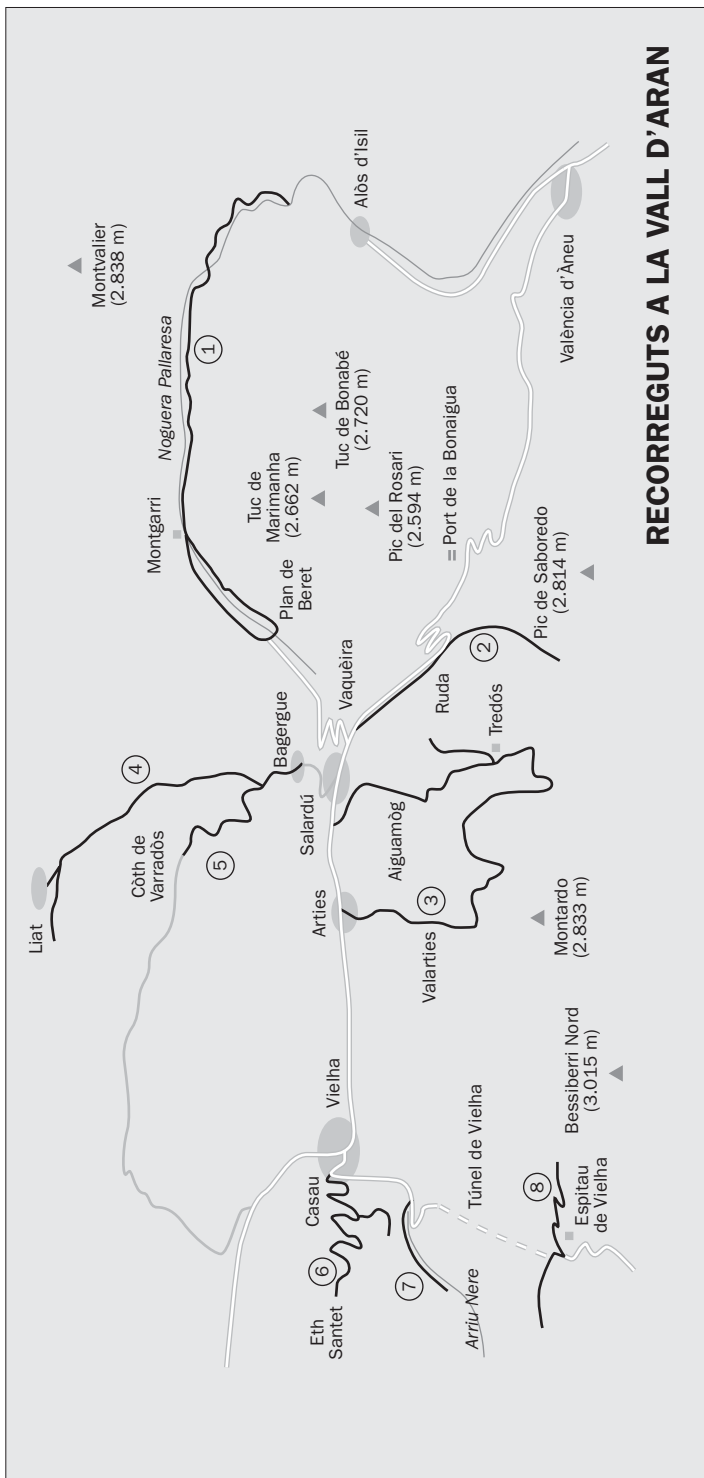 Montvalier
(2.838 m)
Noguera Pallaresa
1
Alòs d'Isil
Montgarri
Tuc de
Marimanha
(2.662 m)
Tuc de Bonabé
(2.720 m)
Plan de
Beret
Pic del Rosari
(2.594 m)
= Port de la Bonaigua
València d'Àneu
Liat
4
Còth de
Varradòs
5
Bagergue
Vaquèira
Salardú
Ruda
2
Pic de Saboredo
(2.814 m)
Tredós
Aiguamòg
Arties
3
Valarties
Montardo
(2.833 m)
Vielha
Casau
6
Eth
Santet
7
Arriu Nere
Túnel de Vielha
8
Espitau
de Vielha
Bessiberri Nord
(3.015 m)
RECORREGUTS A LA VALL D'ARAN